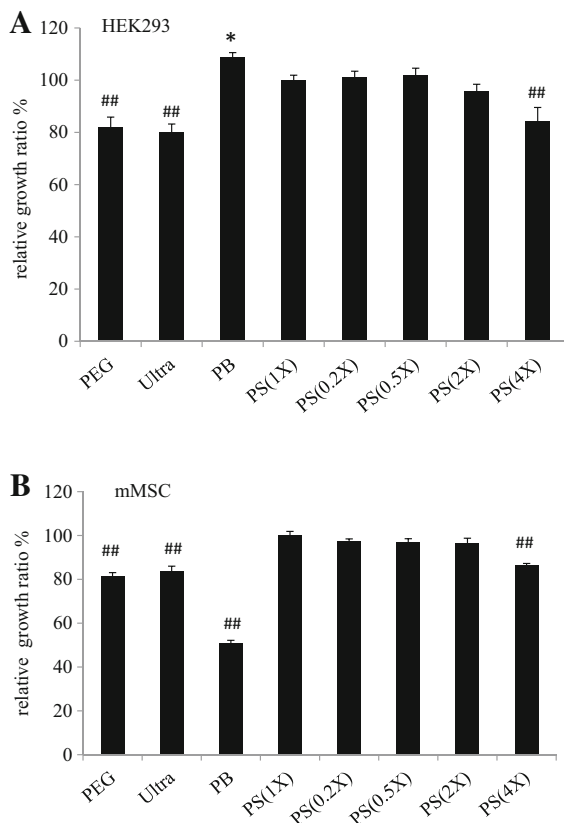 A
HEK293
relative growth ratio %
120
100
80
60
40
20
0
##
##
*
##
PEG
Ultra
PB
PS(1X)
PS(0.2X)
PS(0.5X)
PS(2X)
PS(4X)
B
mMSC
relative growth ratio %
120
100
80
60
40
20
0
##
##
##
##
PEG
Ultra
PB
PS(1X)
PS(0.2X)
PS(0.5X)
PS(2X)
PS(4X)